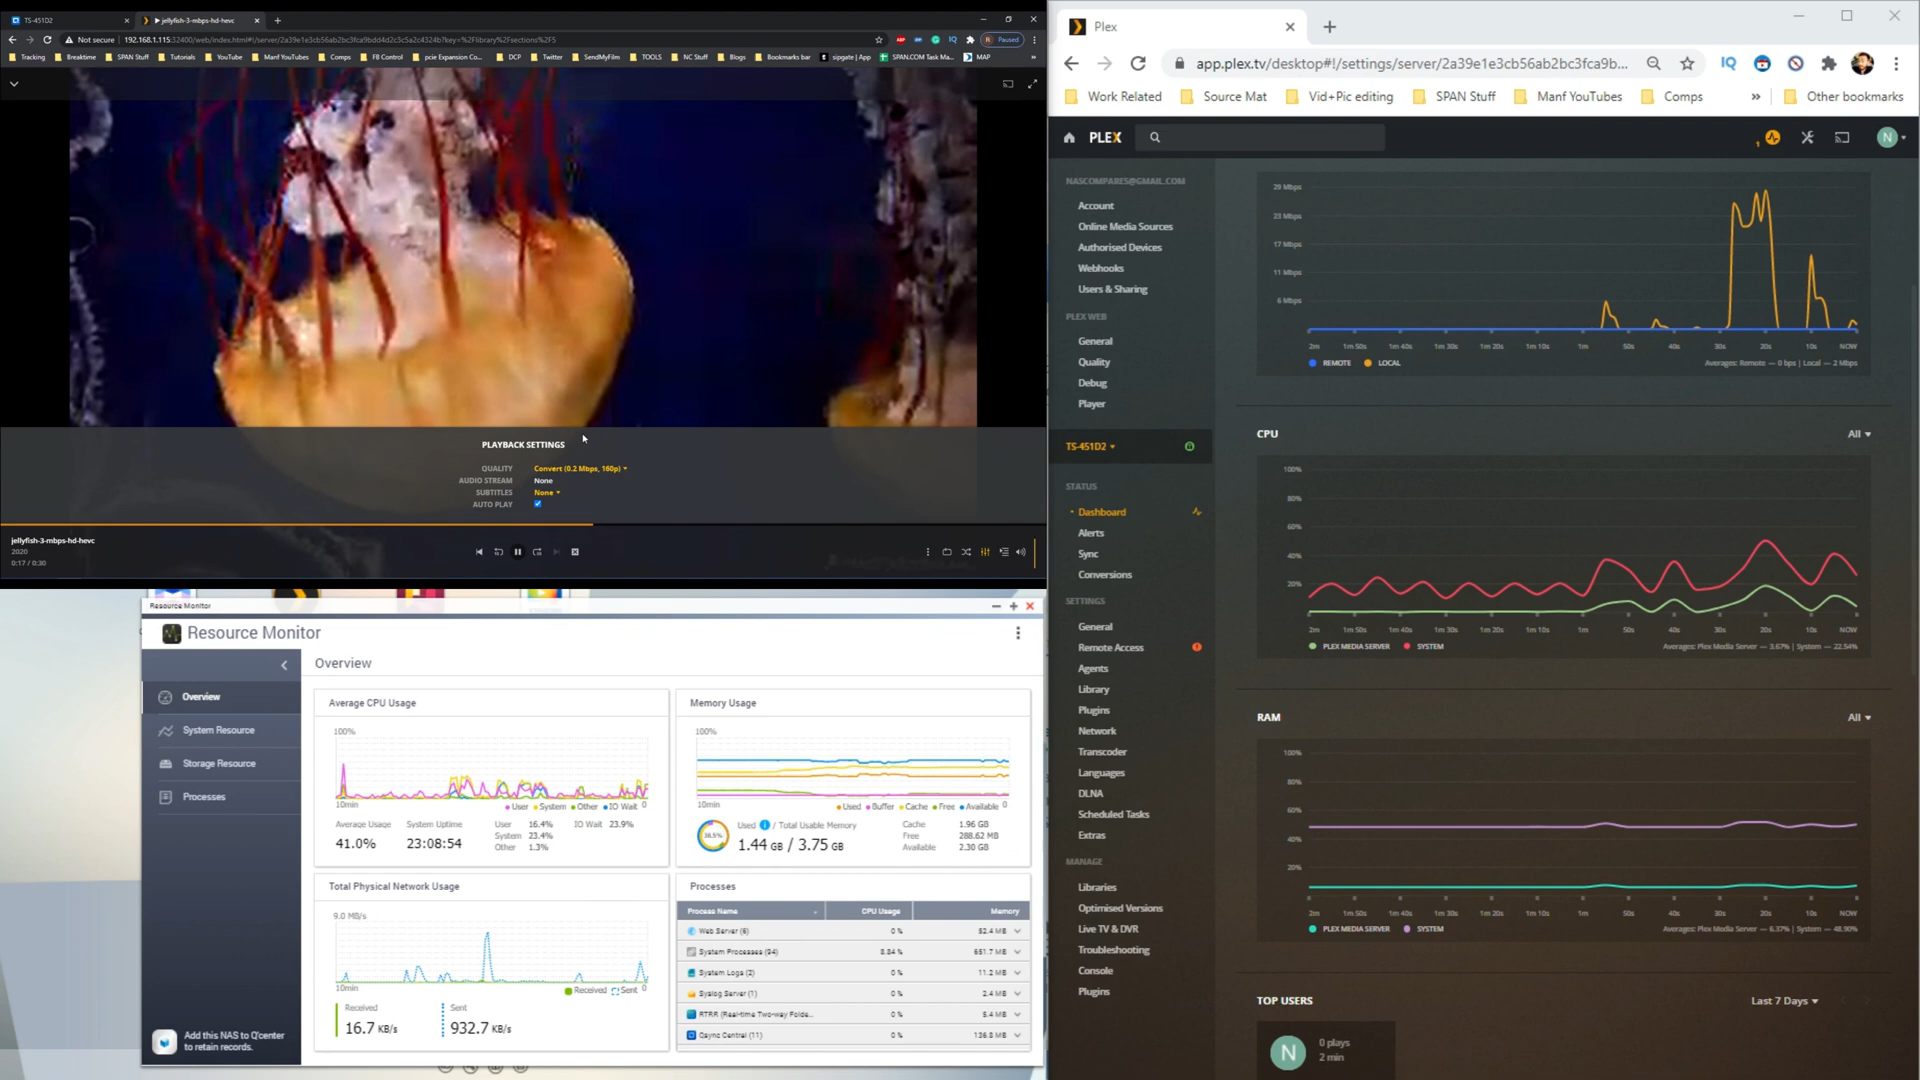 TS-451D2
jellyfish-3-mbps-hd-hevc
Not secure
192.168.1.115:32400/web/index.html#!/server/2a39e1e3cb56ab2bc3fca9bdd4d2c3c5a2c4324b?key=%2Flibrary%2Fsections%2F5
Paused
Tracking
Breaktime
SPAN Stuff
Tutorials
YouTube
Manf YouTubes
Comps
FB Control
pcie Expansion Co...
DCP
Twitter
SendMyFilm
TOOLS
NC Stuff
Blogs
Bookmarks bar
sipgate | App
SPAN.COM Task Ma...
MAP
PLAYBACK SETTINGS
QUALITY Convert (0.2 Mbps, 160p)
AUDIO STREAM None
SUBTITLES None
AUTO PLAY
jellyfish-3-mbps-hd-hevc
2020
0:17 / 0:30
Resource Monitor
Resource Monitor
Overview
System Resource
Storage Resource
Processes
Add this NAS to Q'center
to retain records.
Overview
Average CPU Usage
100%
10min 0
User System Other IO Wait
Average Usage
41.0%
System Uptime
23:08:54
User 16.4%
System 23.4%
Other 1.3%
IO Wait 23.9%
Memory Usage
100%
10min 0
Used Buffer Cache Free Available
38.5%
Used / Total Usable Memory
1.44 GB / 3.75 GB
Cache 1.96 GB
Free 288.62 MB
Available 2.30 GB
Total Physical Network Usage
9.0 MB/s
10min 0
Received Sent
Received
16.7 KB/s
Sent
932.7 KB/s
Processes
Process Name CPU Usage Memory
Web Server (6) 0 % 52.4 MB
System Processes (94) 8.84 % 651.7 MB
System Logs (2) 0 % 11.2 MB
Syslog Server (1) 0 % 2.4 MB
RTRR (Real-time Two-way Folde... 0 % 5.4 MB
Qsync Central (11) 0 % 136.8 MB
Plex
app.plex.tv/desktop#!/settings/server/2a39e1e3cb56ab2bc3fca9b...
IQ
Work Related
Source Mat
Vid+Pic editing
SPAN Stuff
Manf YouTubes
Comps
Other bookmarks
PLEX
1
N
NASCOMPARES@GMAIL.COM
Account
Online Media Sources
Authorised Devices
Webhooks
Users & Sharing
PLEX WEB
General
Quality
Debug
Player
TS-451D2
STATUS
Dashboard
Alerts
Sync
Conversions
SETTINGS
General
Remote Access
Agents
Library
Plugins
Network
Transcoder
Languages
DLNA
Scheduled Tasks
Extras
MANAGE
Libraries
Optimised Versions
Live TV & DVR
Troubleshooting
Console
Plugins
29 Mbps
23 Mbps
17 Mbps
11 Mbps
6 Mbps
2m 1m 50s 1m 40s 1m 30s 1m 20s 1m 10s 1m 50s 40s 30s 20s 10s NOW
REMOTE LOCAL
Averages: Remote — 0 bps | Local — 2 Mbps
CPU All
100%
80%
60%
40%
20%
2m 1m 50s 1m 40s 1m 30s 1m 20s 1m 10s 1m 50s 40s 30s 20s 10s NOW
PLEX MEDIA SERVER SYSTEM
Averages: Plex Media Server — 3.67% | System — 22.54%
RAM All
100%
80%
60%
40%
20%
2m 1m 50s 1m 40s 1m 30s 1m 20s 1m 10s 1m 50s 40s 30s 20s 10s NOW
PLEX MEDIA SERVER SYSTEM
Averages: Plex Media Server — 6.37% | System — 48.90%
TOP USERS Last 7 Days
N
0 plays
2 min